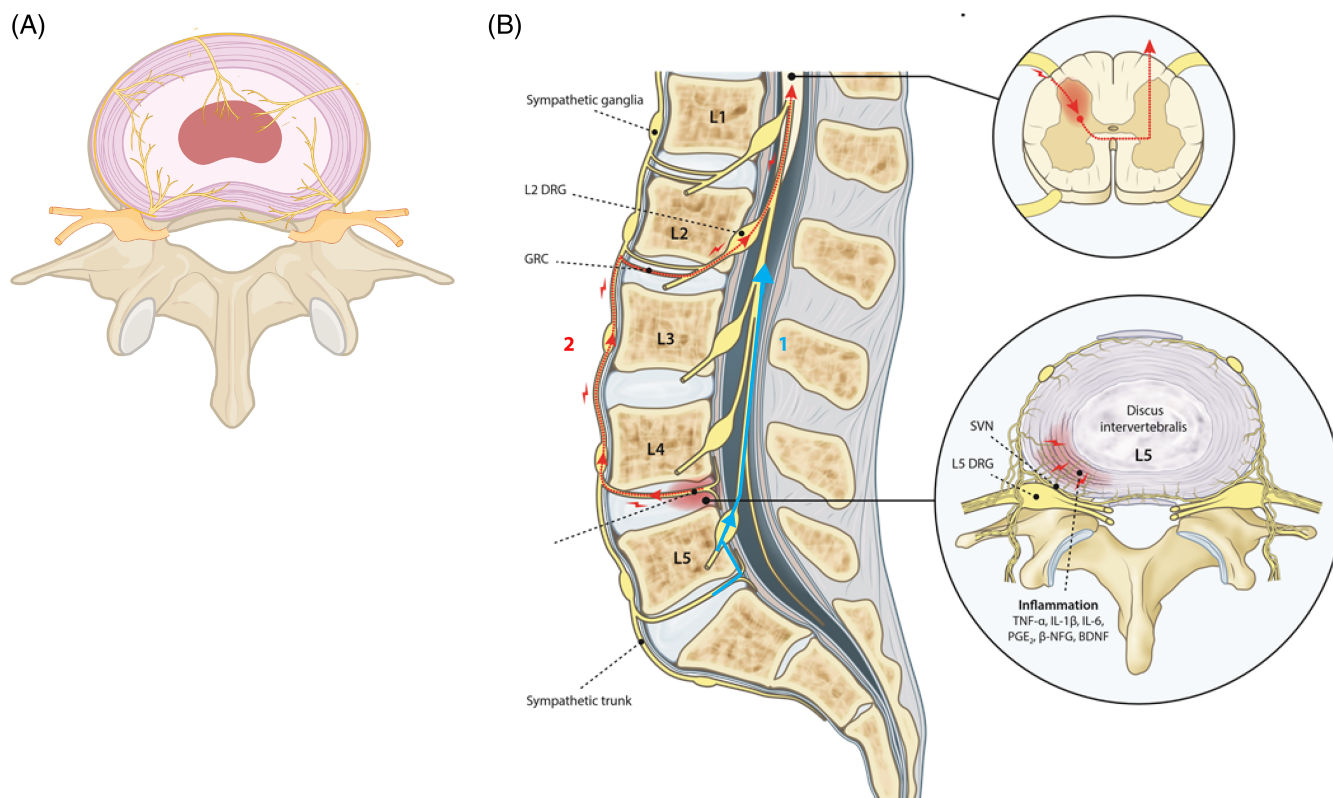 (A)
(B)
Sympathetic ganglia
L1
L2 DRG
L2
GRC
L3
2
1
L4
L5
Sympathetic trunk
Discus
intervertebralis
L5
SVN
L5 DRG
Inflammation
TNF-α, IL-1β, IL-6,
PGE₂, β-NFG, BDNF